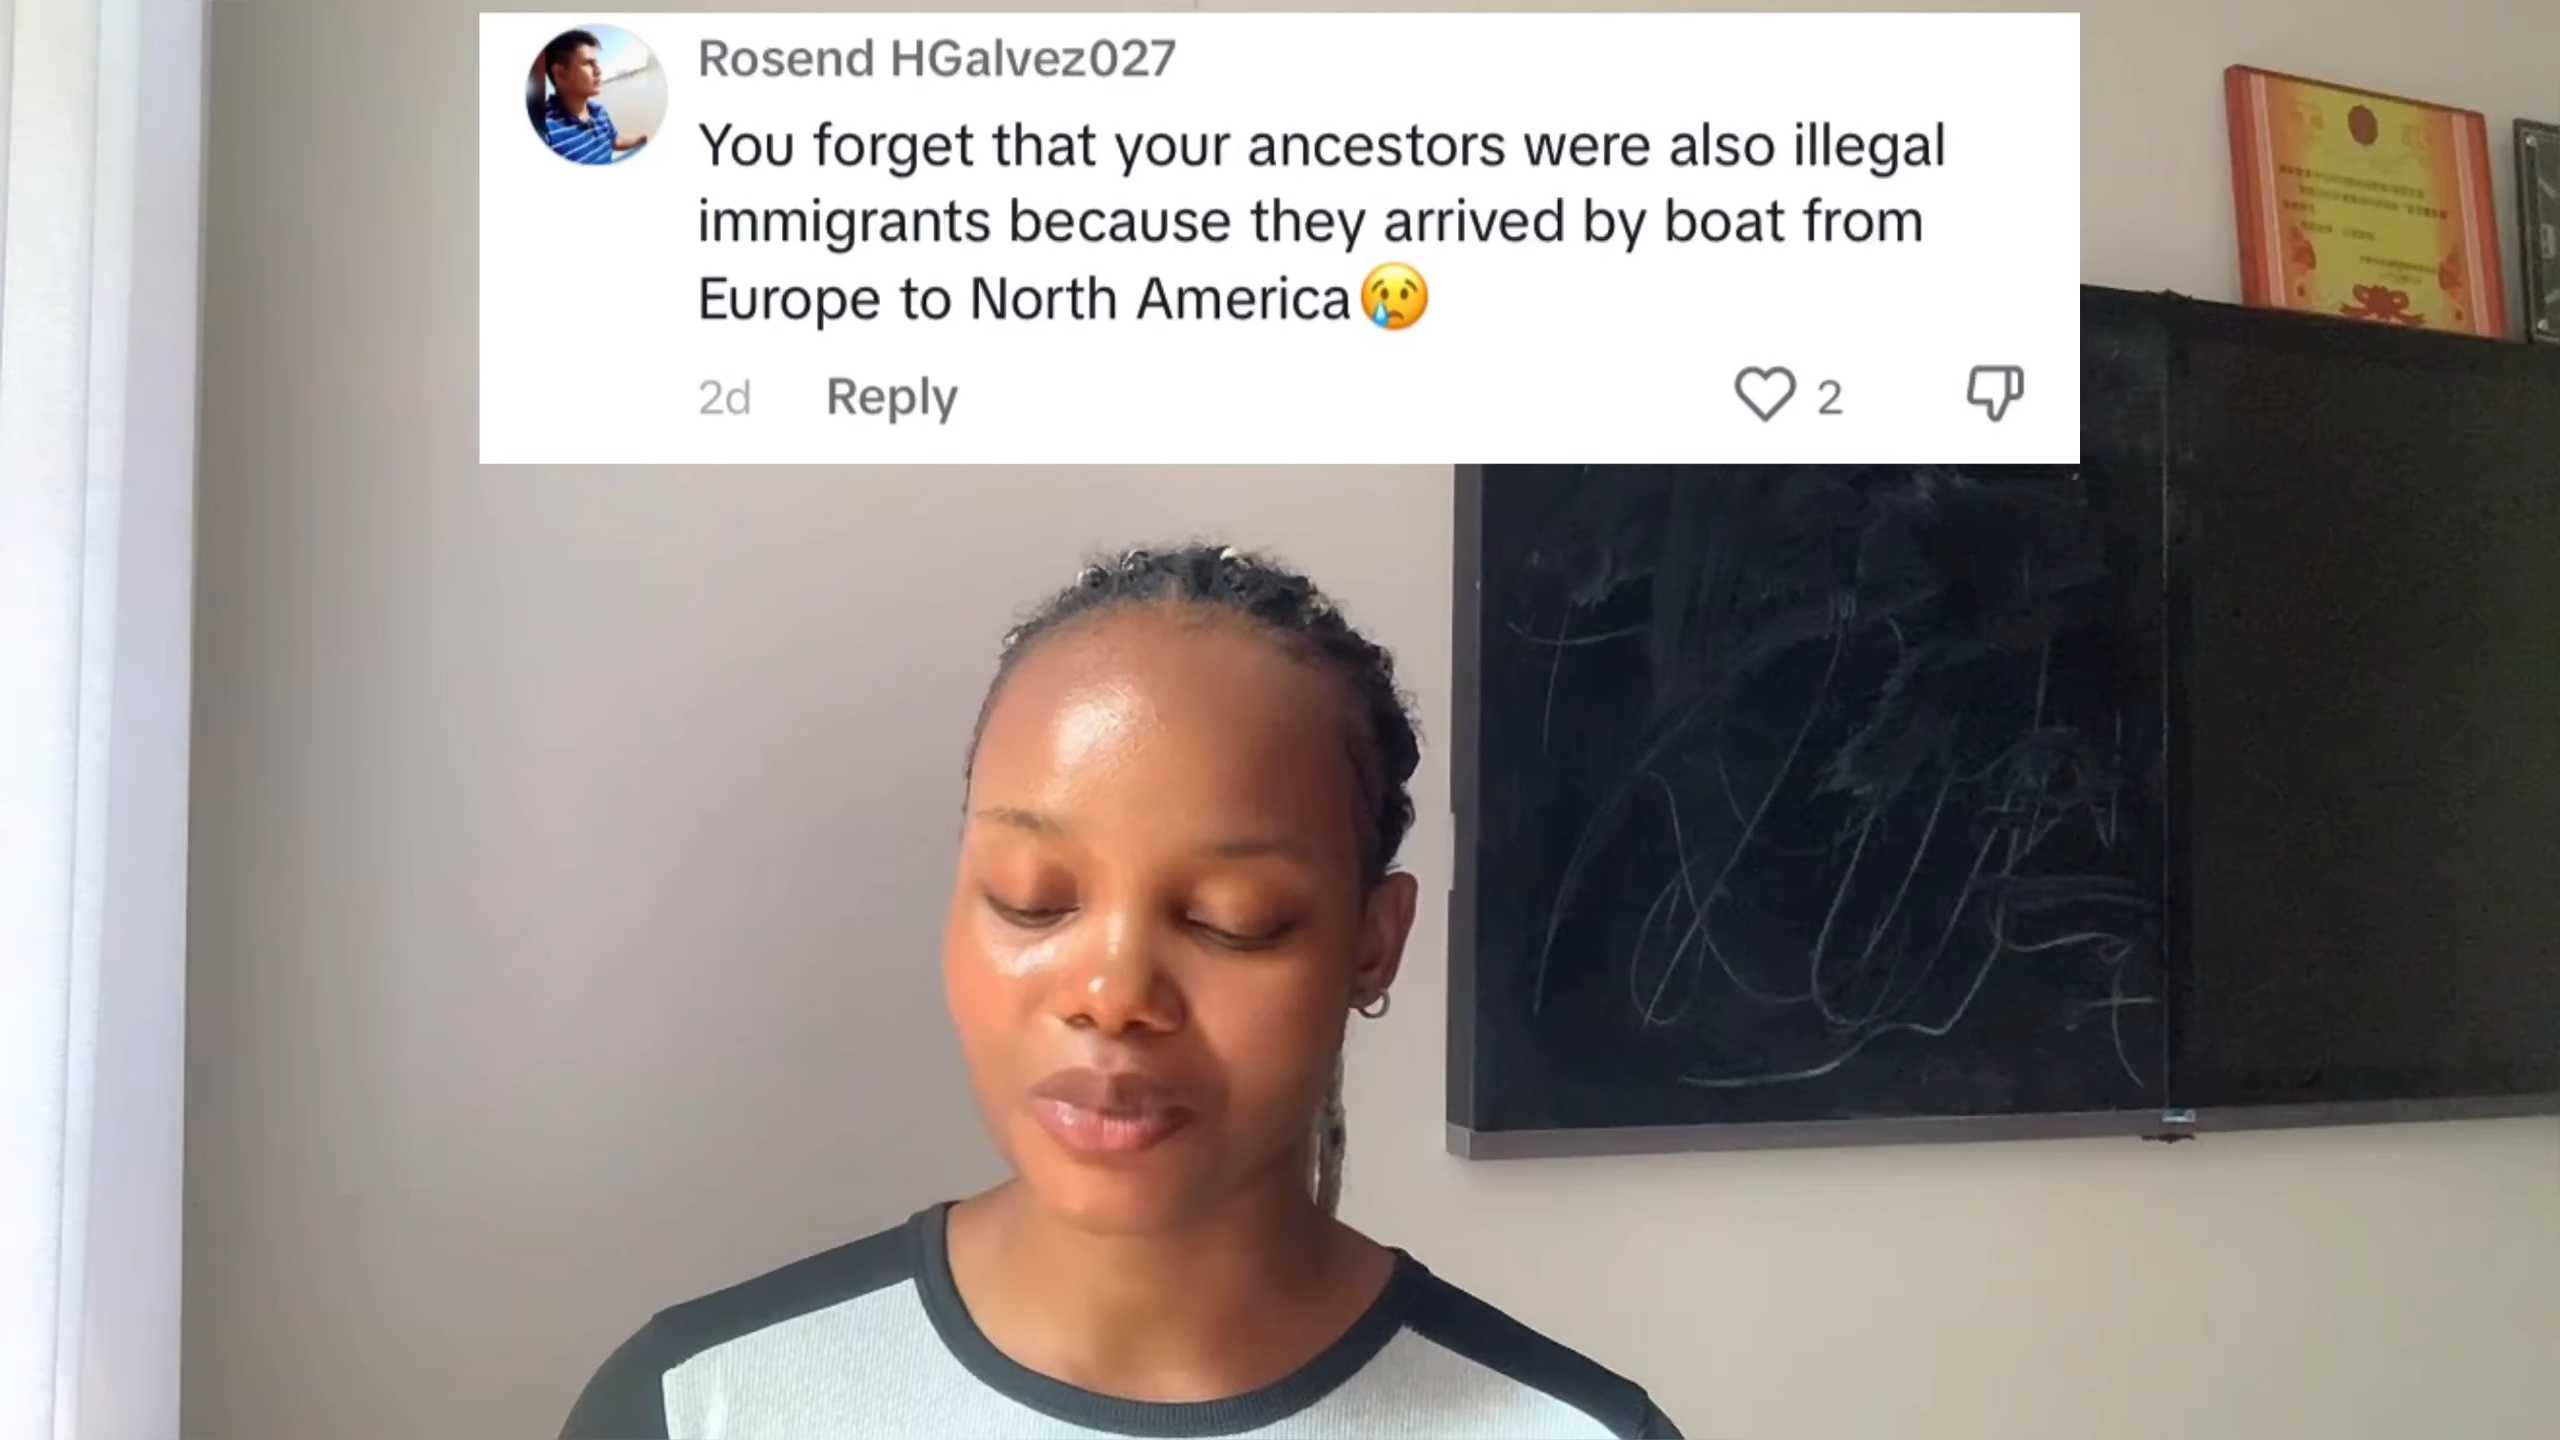 Rosend HGalvez027
You forget that your ancestors were also illegal
immigrants because they arrived by boat from
Europe to North America😢
2d Reply 2